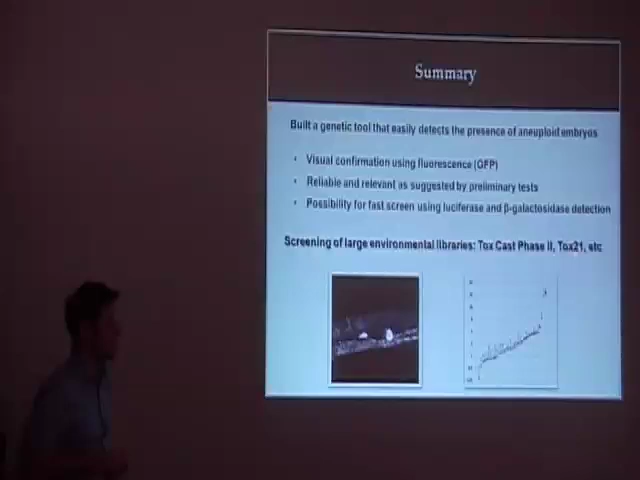 Summary
Built a genetic tool that easily detects the presence of aneuploid embryos
• Visual confirmation using fluorescence (GFP)
• Reliable and relevant as suggested by preliminary tests
• Possibility for fast screen using luciferase and β-galactosidase detection
Screening of large environmental libraries: Tox Cast Phase II, Tox21, etc